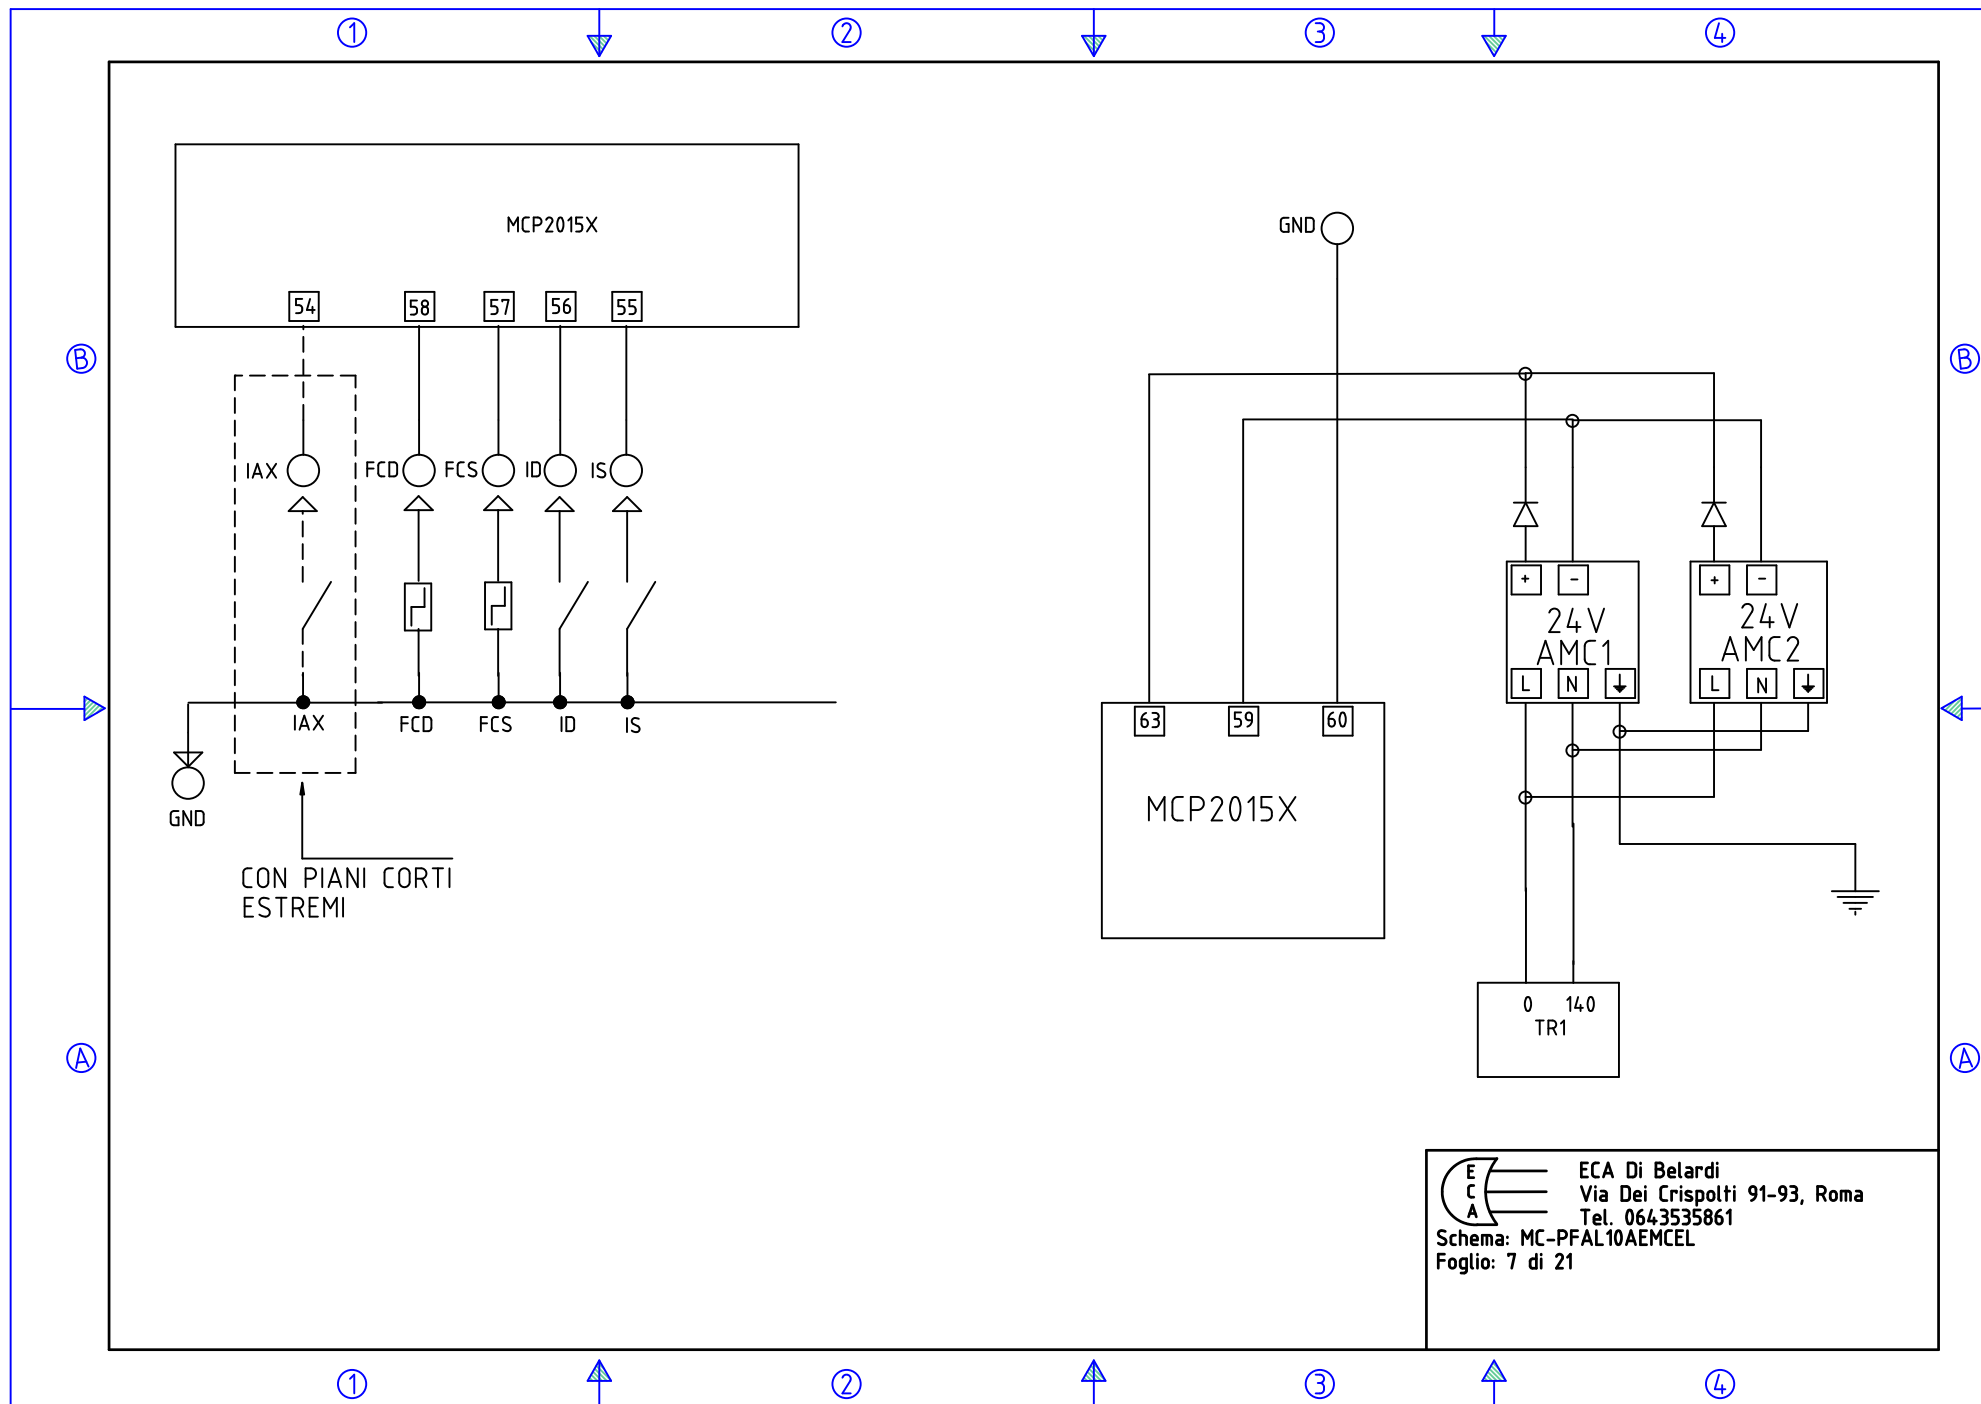 1 2 3 4
MCP2015X
54 58 57 56 55
GND
B B
IAX FCD FCS ID IS
+ - + -
24V 24V
AMC1 AMC2
L N L N
IAX FCD FCS ID IS
63 59 60
GND
MCP2015X
CON PIANI CORTI
ESTREMI
0 140
TR1
A A
E
C
A
ECA Di Belardi
Via Dei Crispolti 91-93, Roma
Tel. 0643535861
Schema: MC-PFAL10AEMCEL
Foglio: 7 di 21
1 2 3 4